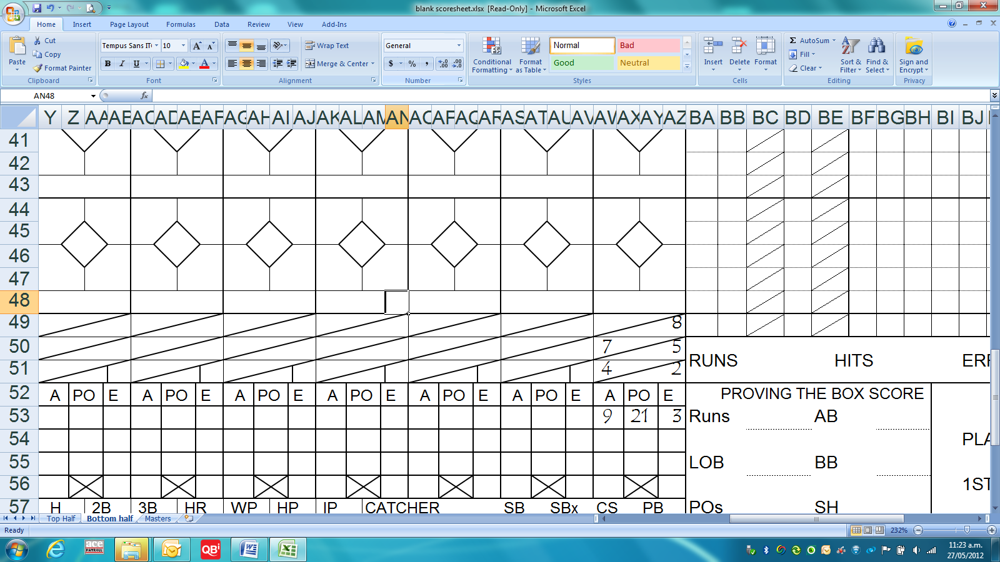 blank scoresheet.xlsx [Read-Only] - Microsoft Excel
Home Insert Page Layout Formulas Data Review View Add-Ins
Paste Cut Copy Format Painter
Tempus Sans IT 10 A A
B I U A
Wrap Text
Merge & Center
General
$ % , .00 .00
Conditional Formatting Format as Table
Normal Bad
Good Neutral
Insert Delete Format
Σ AutoSum Fill Clear
Sort & Filter Find & Select
Sign and Encrypt
Clipboard Font Alignment Number Styles Cells Editing Privacy
AN48 fx
Y Z AA AB AC AD AE AF AG AH AI AJ AK AL AM AN AO AP AQ AR AS AT AU AV AW AX AY AZ BA BB BC BD BE BF BG BH BI BJ
41
42
43
44
45
46
47
48
49 8
50 7 5
51 4 2
RUNS HITS ERR
52 A PO E A PO E A PO E A PO E A PO E A PO E A PO E PROVING THE BOX SCORE
53 9 21 3 Runs AB
54 PLA
55 LOB BB
56 1ST
57 H 2B 3B HR WP HP IP CATCHER SB SBx CS PB POs SH
Top Half Bottom half Masters
Ready 232%
ace PAYROLL QBi
11:23 a.m.
27/05/2012